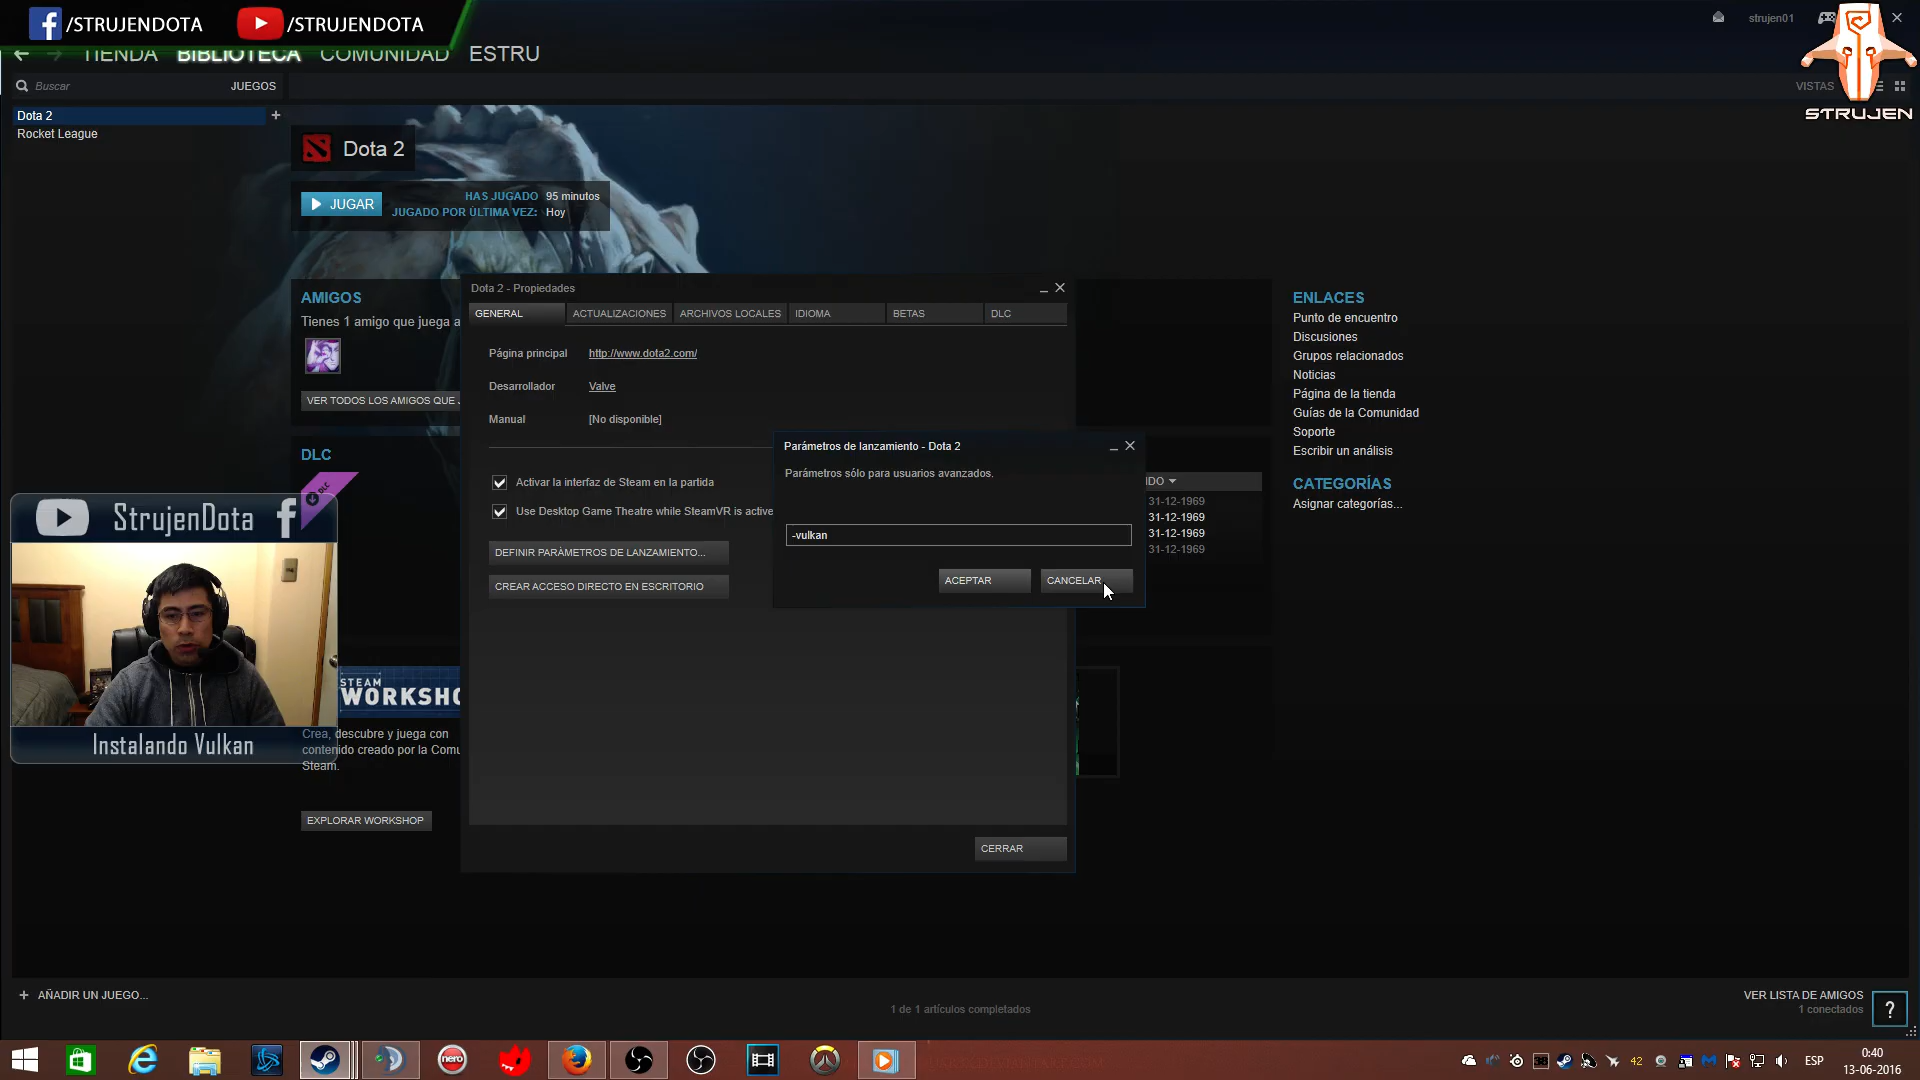 /STRUJENDOTA
/STRUJENDOTA
strujen01
STRUJEN
TIENDA BIBLIOTECA COMUNIDAD ESTRU
Buscar
JUEGOS
VISTAS
Dota 2
Rocket League
Dota 2
JUGAR
HAS JUGADO 95 minutos
JUGADO POR ÚLTIMA VEZ: Hoy
AMIGOS
Tienes 1 amigo que juega a
VER TODOS LOS AMIGOS QUE
DLC
DLC
Dota 2 - Propiedades
GENERAL
ACTUALIZACIONES
ARCHIVOS LOCALES
IDIOMA
BETAS
DLC
Página principal http://www.dota2.com/
Desarrollador Valve
Manual [No disponible]
Activar la interfaz de Steam en la partida
Use Desktop Game Theatre while SteamVR is active
DEFINIR PARÁMETROS DE LANZAMIENTO...
CREAR ACCESO DIRECTO EN ESCRITORIO
CERRAR
Parámetros de lanzamiento - Dota 2
Parámetros sólo para usuarios avanzados.
-vulkan
ACEPTAR
CANCELAR
IDO
31-12-1969
31-12-1969
31-12-1969
31-12-1969
ENLACES
Punto de encuentro
Discusiones
Grupos relacionados
Noticias
Página de la tienda
Guías de la Comunidad
Soporte
Escribir un análisis
CATEGORÍAS
Asignar categorías...
StrujenDota
Instalando Vulkan
STEAM
WORKSHO
Crea, descubre y juega con
contenido creado por la Comu
Steam.
EXPLORAR WORKSHOP
+ AÑADIR UN JUEGO...
1 de 1 artículos completados
VER LISTA DE AMIGOS
1 conectados
?
nero
42
ESP
0:40
13-06-2016